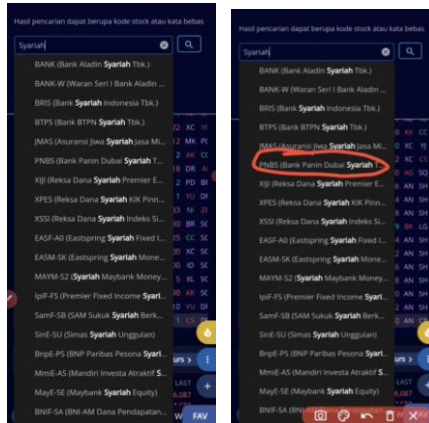 Hasil pencarian dapat berupa kode stock atau kata bebas
Syariah
BANK (Bank Aladin Syariah Tbk.)
BANK-W (Waran Seri I Bank Aladin ...
BRIS (Bank Syariah Indonesia Tbk.)
BTPS (Bank BTPN Syariah Tbk.)
JMAS (Asuransi Jiwa Syariah Jasa Mi...
PNBS (Bank Panin Dubai Syariah T...
XIJI (Reksa Dana Syariah Premier E...
XPES (Reksa Dana Syariah KIK Pinn...
XSSI (Reksa Dana Syariah Indeks Si...
EASF-A0 (Eastspring Syariah Fixed I...
EASM-SK (Eastspring Syariah Mone...
MAYM-S2 (Syariah Maybank Money...
IpiF-FS (Premier Fixed Income Syari...
SamF-SB (SAM Sukuk Syariah Berk...
SinE-SU (Simas Syariah Unggulan)
BnpE-PS (BNP Paribas Pesona Syari...
MmiE-AS (Mandiri Investa Atraktif S...
MayE-SE (Maybank Syariah Equity)
BNIF-SA (BNI-AM Dana Pendapatan...
urs >
LAST
FAV
Hasil pencarian dapat berupa kode stock atau kata bebas
Syariah
BANK (Bank Aladin Syariah Tbk.)
BANK-W (Waran Seri I Bank Aladin ...
BRIS (Bank Syariah Indonesia Tbk.)
BTPS (Bank BTPN Syariah Tbk.)
JMAS (Asuransi Jiwa Syariah Jasa Mi...
PNBS (Bank Panin Dubai Syariah T...
XIJI (Reksa Dana Syariah Premier E...
XPES (Reksa Dana Syariah KIK Pinn...
XSSI (Reksa Dana Syariah Indeks Si...
EASF-A0 (Eastspring Syariah Fixed I...
EASM-SK (Eastspring Syariah Mone...
MAYM-S2 (Syariah Maybank Money...
IpiF-FS (Premier Fixed Income Syari...
SamF-SB (SAM Sukuk Syariah Berk...
SinE-SU (Simas Syariah Unggulan)
BnpE-PS (BNP Paribas Pesona Syari...
MmiE-AS (Mandiri Investa Atraktif S...
MayE-SE (Maybank Syariah Equity)
BNIF-SA (BNI-AM
urs >
LAST